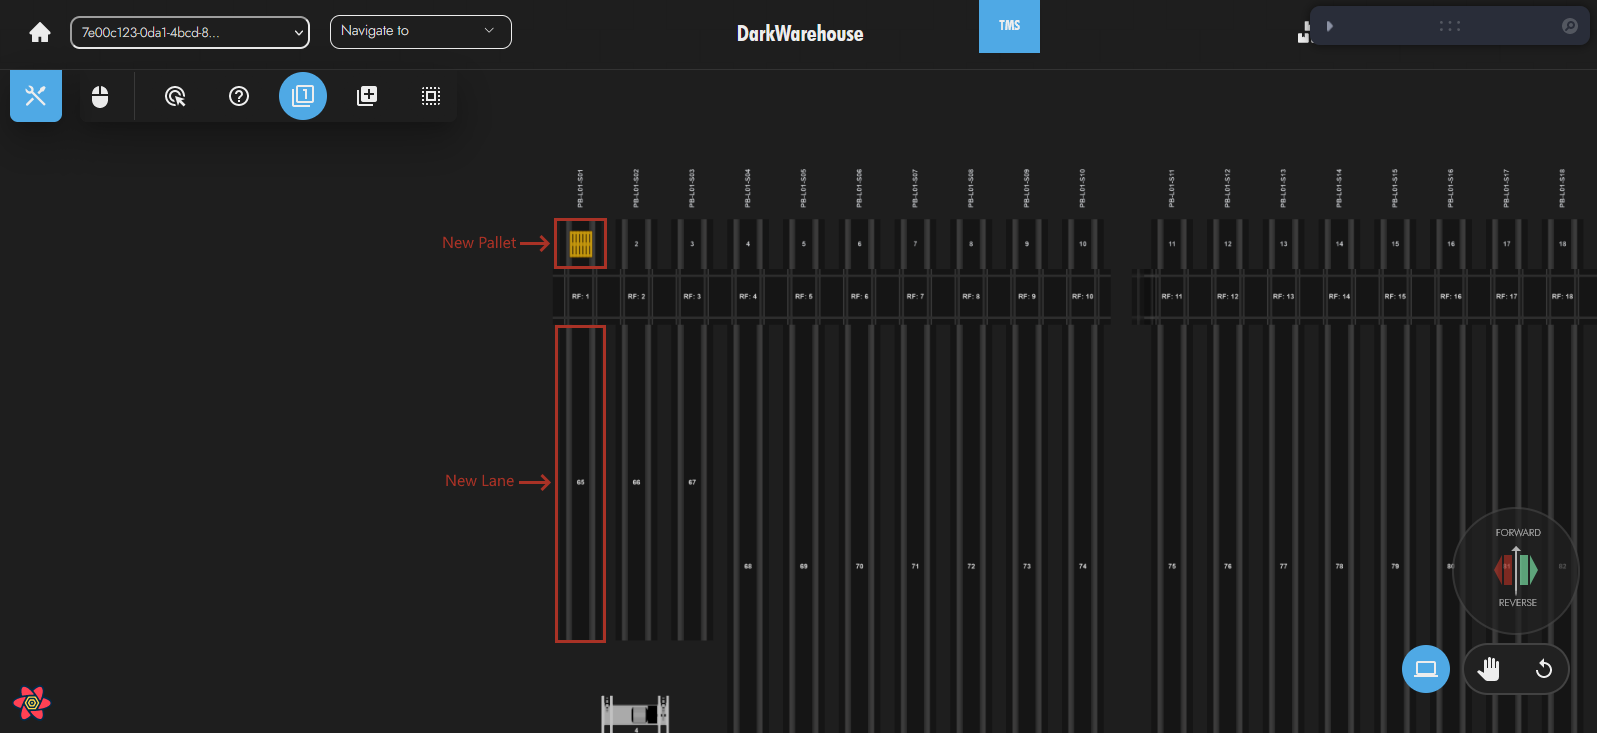 7e00c123-0da1-4bcd-8...
Navigate to
DarkWarehouse
TMS
1
PB-L01-S01 PB-L01-S02 PB-L01-S03 PB-L01-S04 PB-L01-S05 PB-L01-S06 PB-L01-S07 PB-L01-S08 PB-L01-S09 PB-L01-S10 PB-L01-S11 PB-L01-S12 PB-L01-S13 PB-L01-S14 PB-L01-S15 PB-L01-S16 PB-L01-S17 PB-L01-S18
New Pallet
2 3 4 5 6 7 8 9 10 11 12 13 14 15 16 17 18
RF: 1 RF: 2 RF: 3 RF: 4 RF: 5 RF: 6 RF: 7 RF: 8 RF: 9 RF: 10 RF: 11 RF: 12 RF: 13 RF: 14 RF: 15 RF: 16 RF: 17 RF: 18
New Lane
65 66 67
FORWARD
68 69 70 71 72 73 74 75 76 77 78 79 80 81 82
REVERSE
4